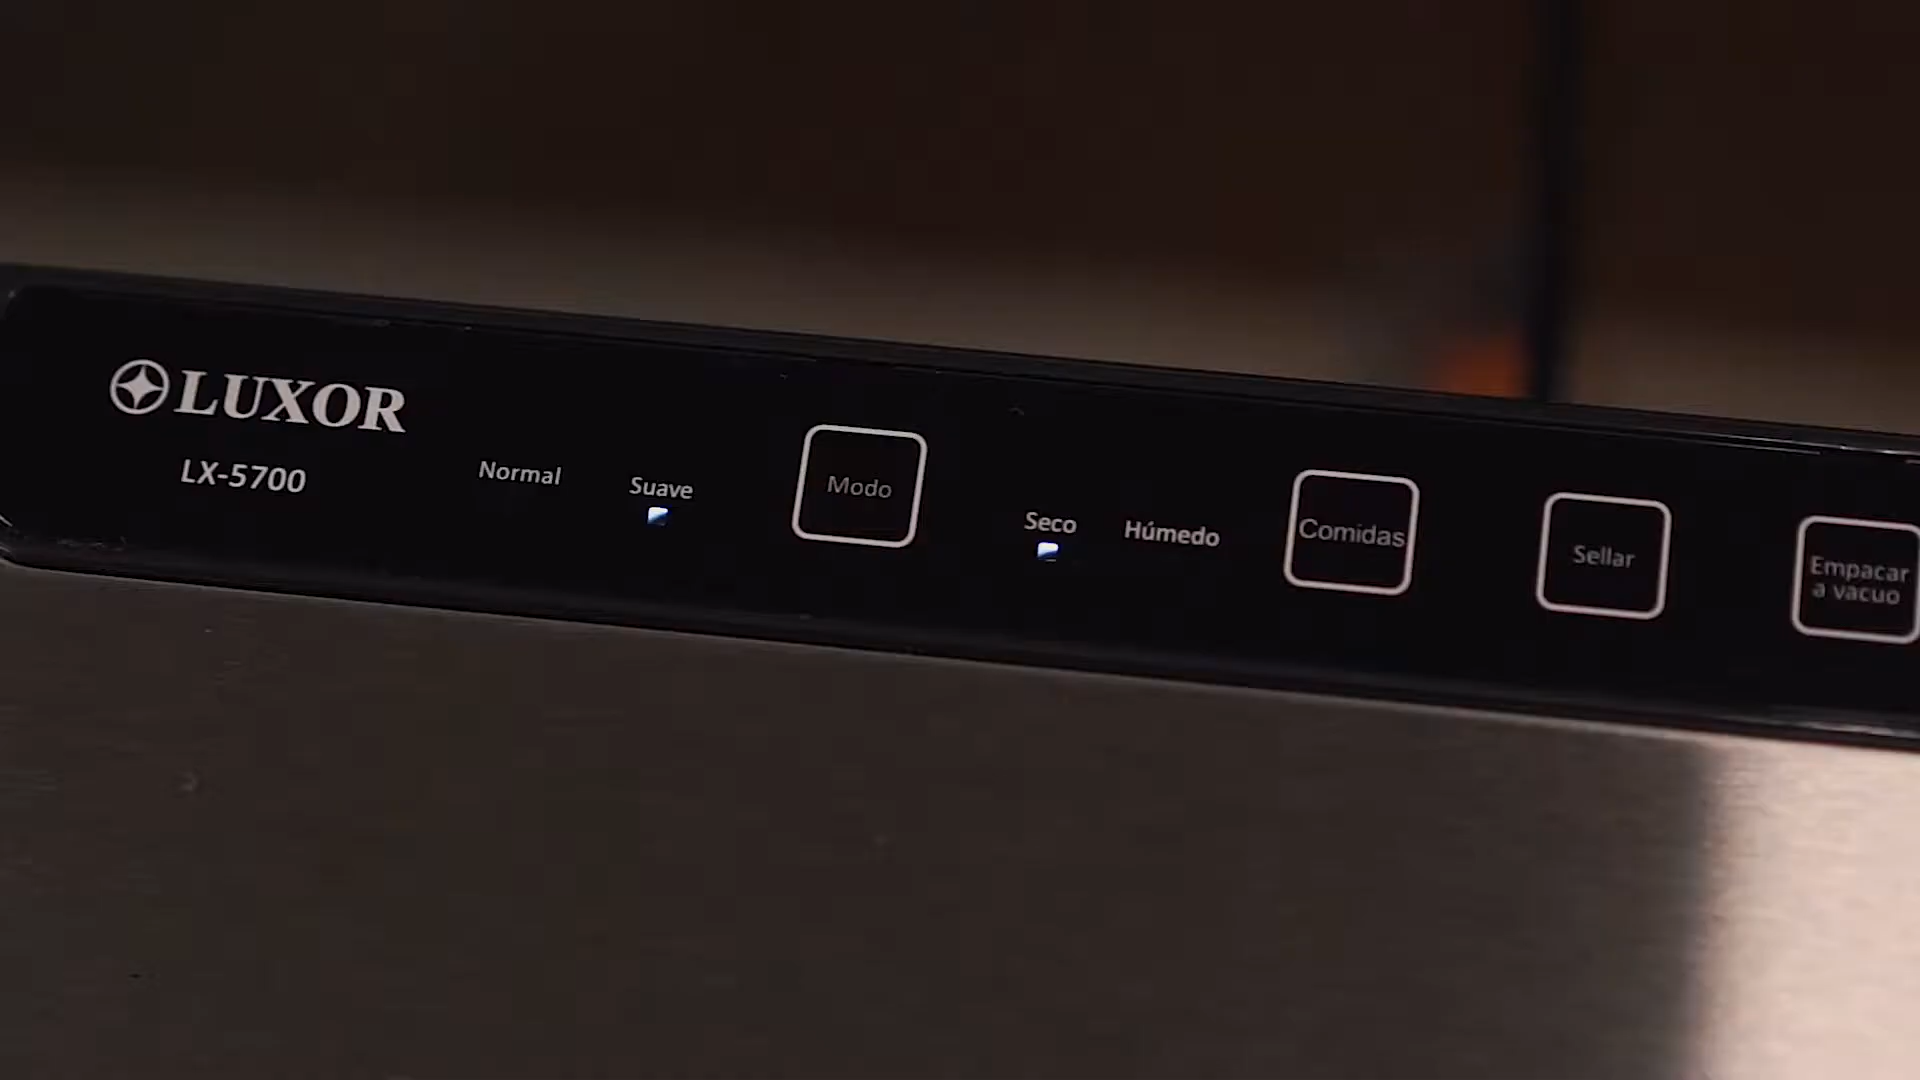 LUXOR
LX-5700
Normal
Suave
Modo
Seco
Húmedo
Comidas
Sellar
Empacar
a vacuo